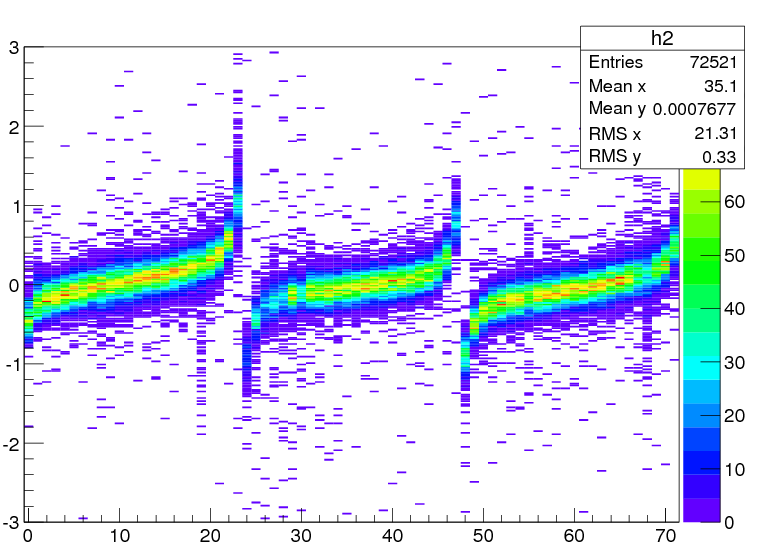 h2
Entries 72521
Mean x 35.1
Mean y 0.0007677
RMS x 21.31
RMS y 0.33
3
2
1
0
-1
-2
-3
0 10 20 30 40 50 60 70
60
50
40
30
20
10
0